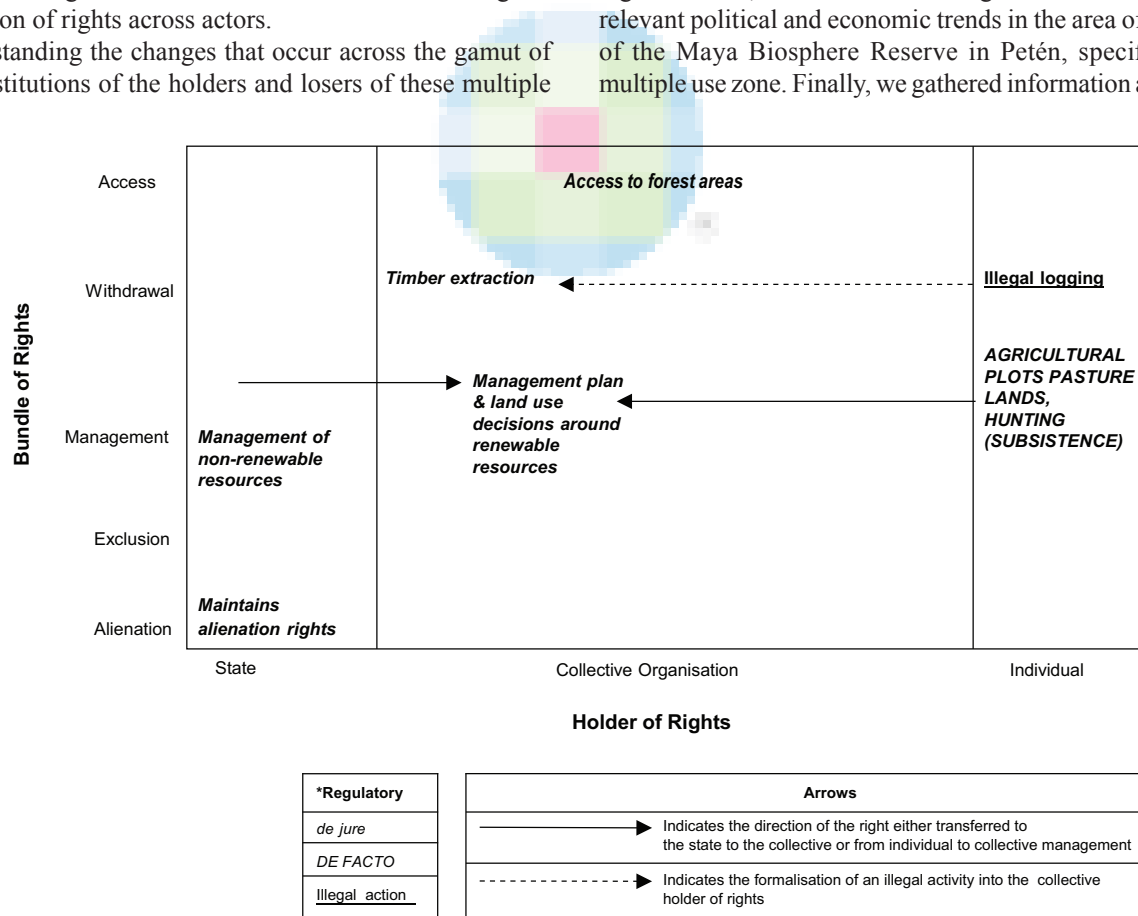 ion of rights across actors.
standing the changes that occur across the gamut of
stitutions of the holders and losers of these multiple
relevant political and economic trends in the area of
of the Maya Biosphere Reserve in Petén, specif
multiple use zone. Finally, we gathered information a
Bundle of Rights
Access
Access to forest areas
Withdrawal
Timber extraction
Illegal logging
Management
Management of
non-renewable
resources
Management plan
& land use
decisions around
renewable
resources
AGRICULTURAL
PLOTS PASTURE
LANDS,
HUNTING
(SUBSISTENCE)
Exclusion
Alienation
Maintains
alienation rights
State
Collective Organisation
Individual
Holder of Rights
*Regulatory
de jure
DE FACTO
Illegal action
Arrows
Indicates the direction of the right either transferred to
the state to the collective or from individual to collective management
Indicates the formalisation of an illegal activity into the collective
holder of rights